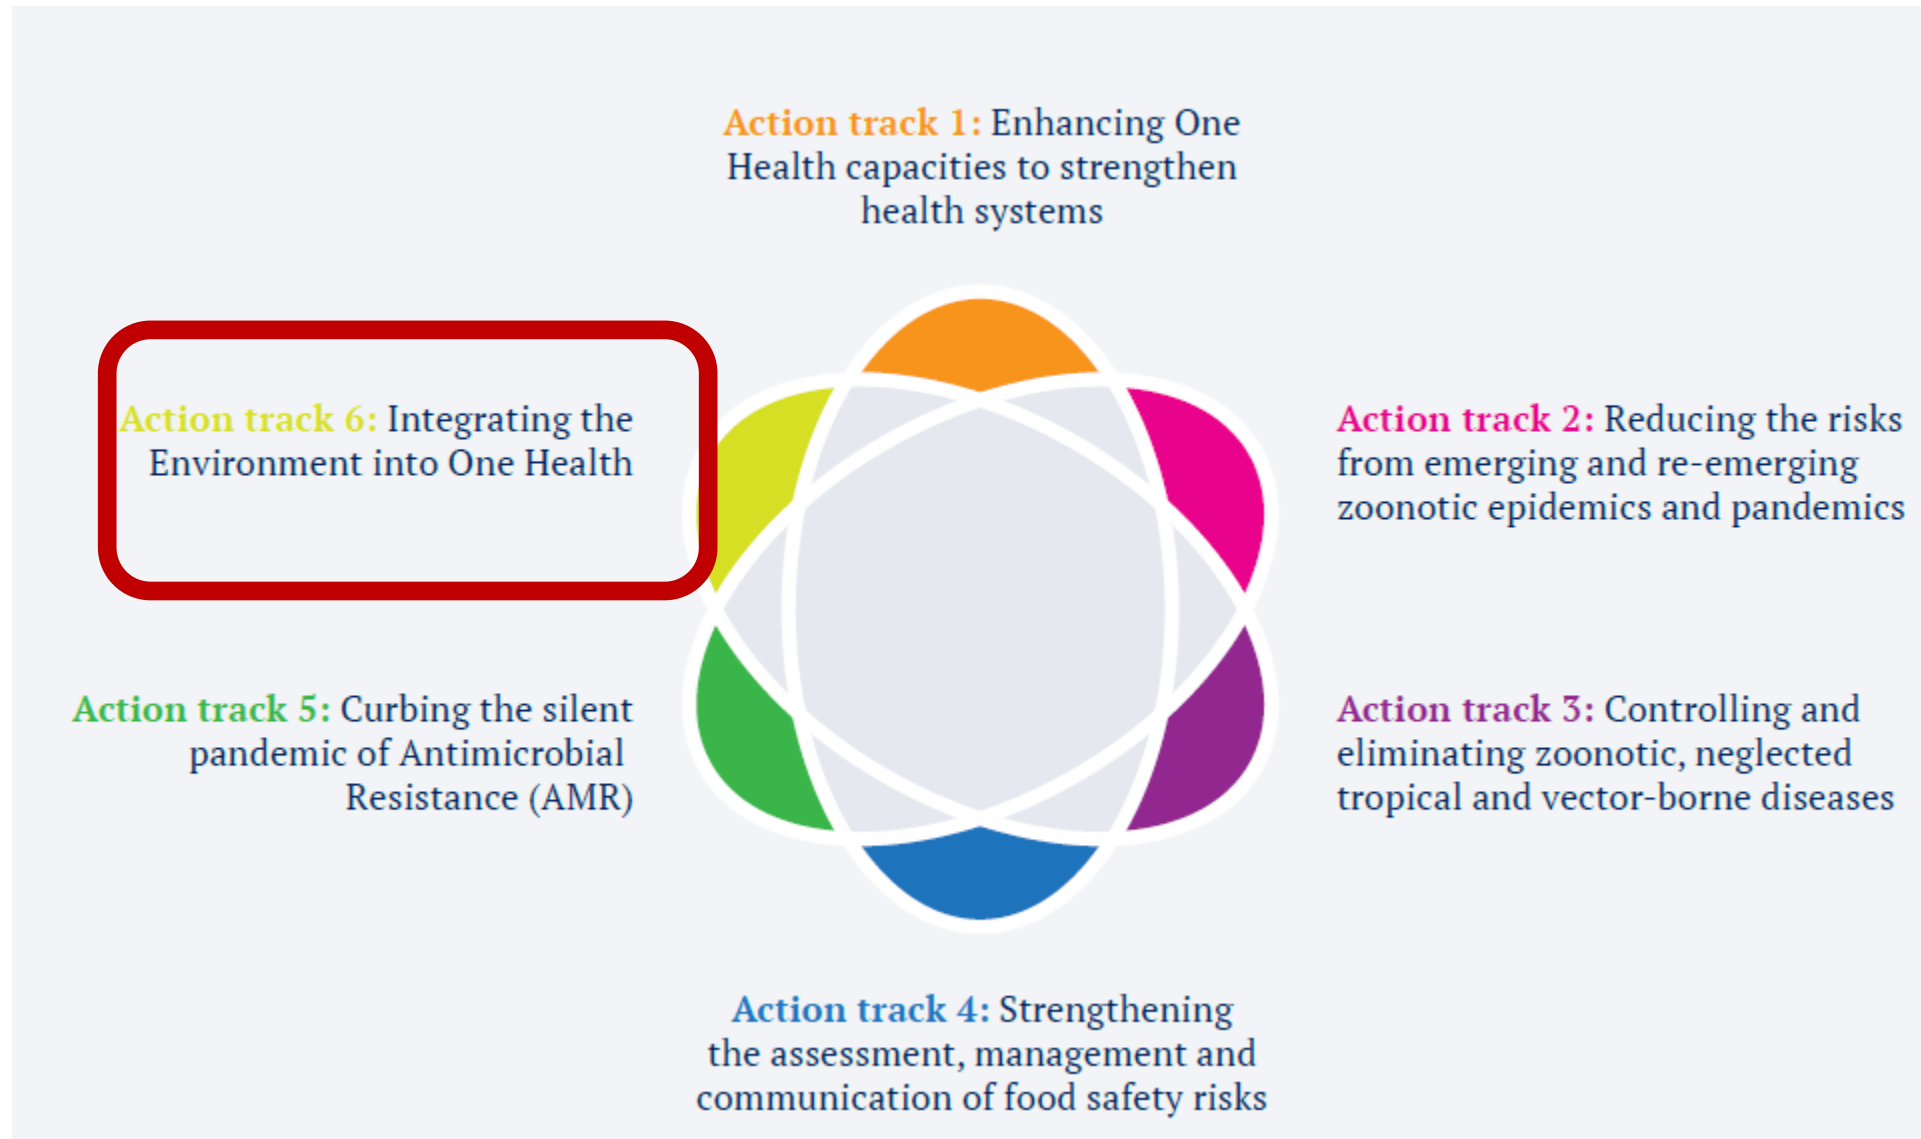 Action track 1: Enhancing One
Health capacities to strengthen
health systems
Action track 6: Integrating the
Environment into One Health
Action track 2: Reducing the risks
from emerging and re-emerging
zoonotic epidemics and pandemics
Action track 5: Curbing the silent
pandemic of Antimicrobial
Resistance (AMR)
Action track 3: Controlling and
eliminating zoonotic, neglected
tropical and vector-borne diseases
Action track 4: Strengthening
the assessment, management and
communication of food safety risks